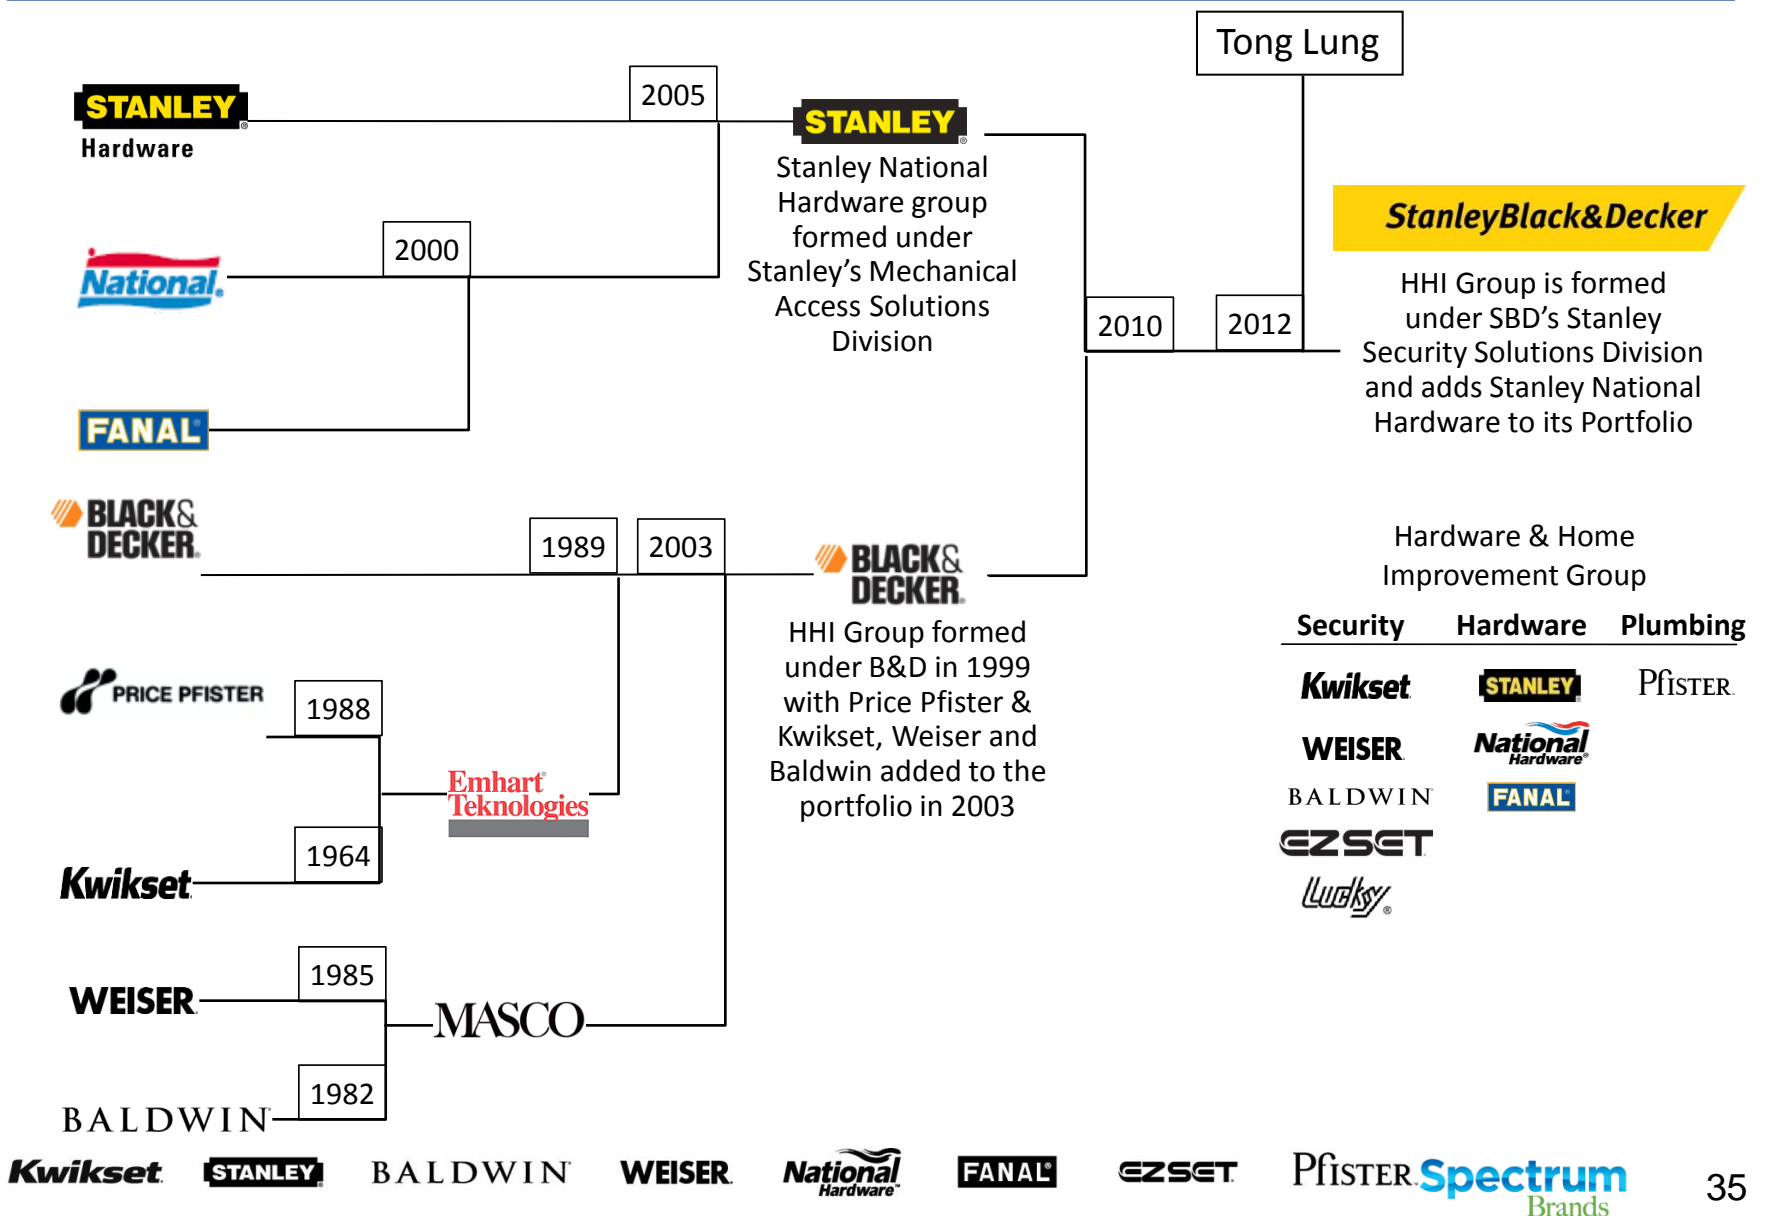 Tong Lung
STANLEY®
Hardware
2005
STANLEY®
Stanley National
Hardware group
formed under
Stanley’s Mechanical
Access Solutions
Division
National®
2000
FANAL®
2010
2012
StanleyBlack&Decker
HHI Group is formed
under SBD’s Stanley
Security Solutions Division
and adds Stanley National
Hardware to its Portfolio
BLACK&
DECKER®
1989
2003
BLACK&
DECKER®
HHI Group formed
under B&D in 1999
with Price Pfister &
Kwikset, Weiser and
Baldwin added to the
portfolio in 2003
PRICE PFISTER
1988
Emhart®
Teknologies
1964
Kwikset
WEISER
1985
MASCO
1982
BALDWIN
Hardware & Home
Improvement Group
Security Hardware Plumbing
Kwikset STANLEY PFISTER
WEISER National
Hardware®
BALDWIN FANAL®
EZSET
Lucky®
Kwikset STANLEY BALDWIN WEISER National
Hardware™ FANAL® EZSET PFISTER Spectrum
Brands
35